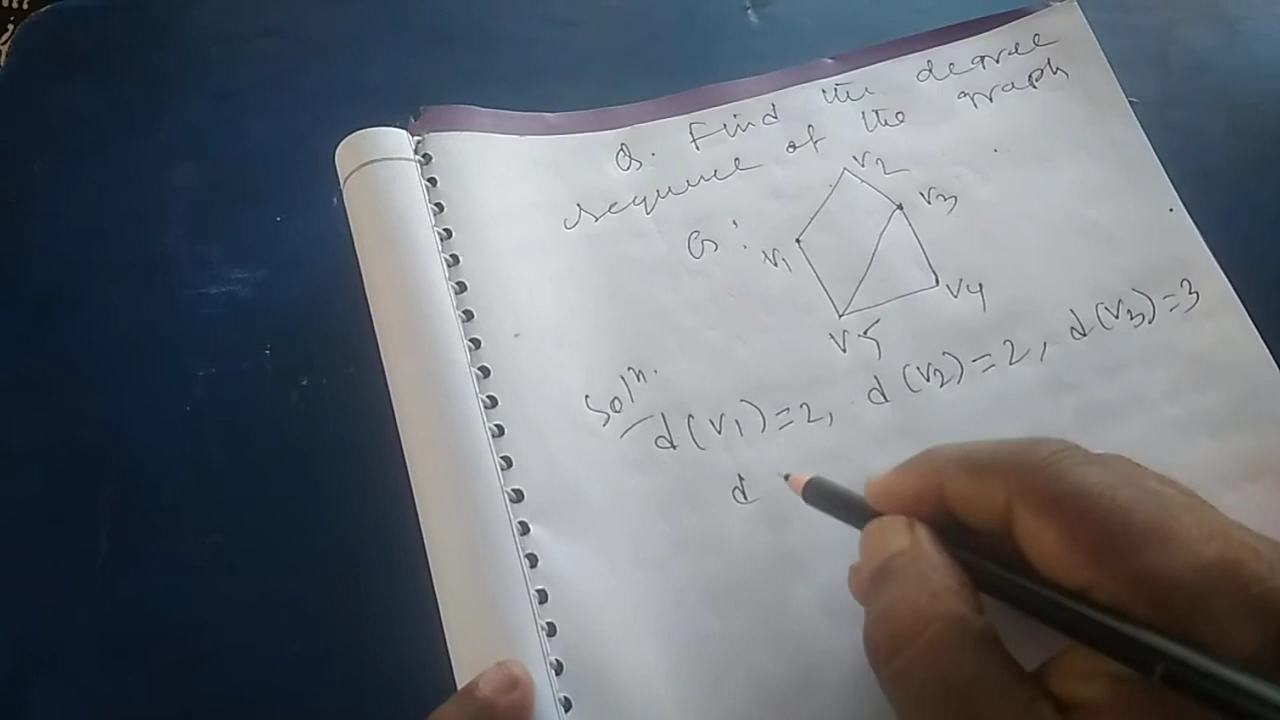 Q. Find the degree
sequence of the graph
G:
v2
v3
v1
v4
v5
Soln.
d(v1)=2, d(v2)=2, d(v3)=3
d